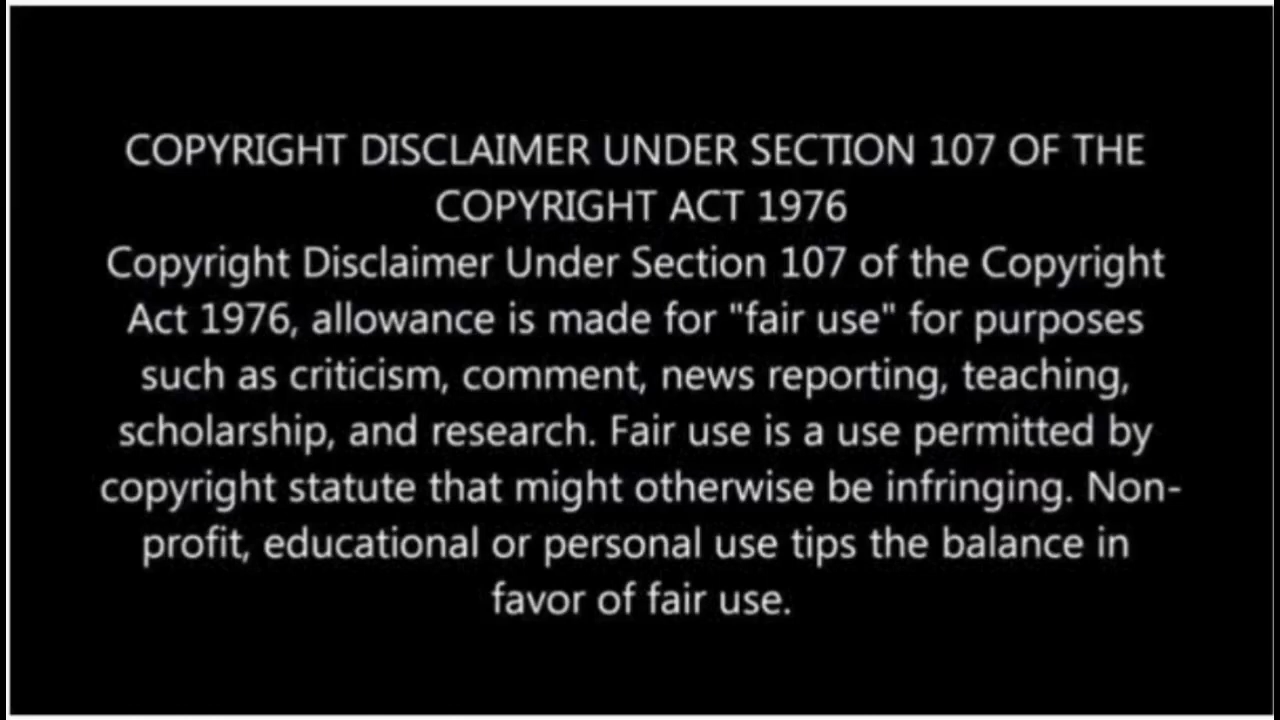 COPYRIGHT DISCLAIMER UNDER SECTION 107 OF THE
COPYRIGHT ACT 1976
Copyright Disclaimer Under Section 107 of the Copyright
Act 1976, allowance is made for "fair use" for purposes
such as criticism, comment, news reporting, teaching,
scholarship, and research. Fair use is a use permitted by
copyright statute that might otherwise be infringing. Non-
profit, educational or personal use tips the balance in
favor of fair use.